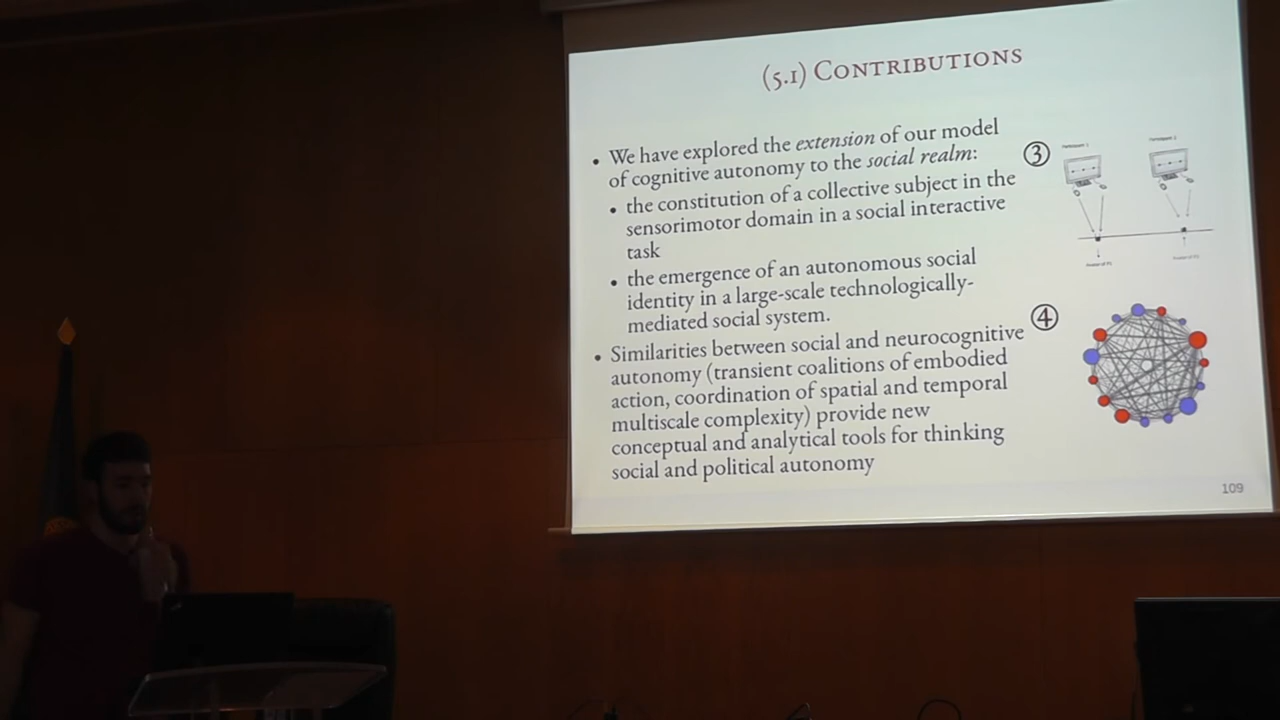 (5.1) Contributions
• We have explored the extension of our model
of cognitive autonomy to the social realm:
• the constitution of a collective subject in the
sensorimotor domain in a social interactive
task
• the emergence of an autonomous social
identity in a large-scale technologically-
mediated social system.
• Similarities between social and neurocognitive
autonomy (transient coalitions of embodied
action, coordination of spatial and temporal
multiscale complexity) provide new
conceptual and analytical tools for thinking
social and political autonomy
③
Participant 1
Participant 2
④
109